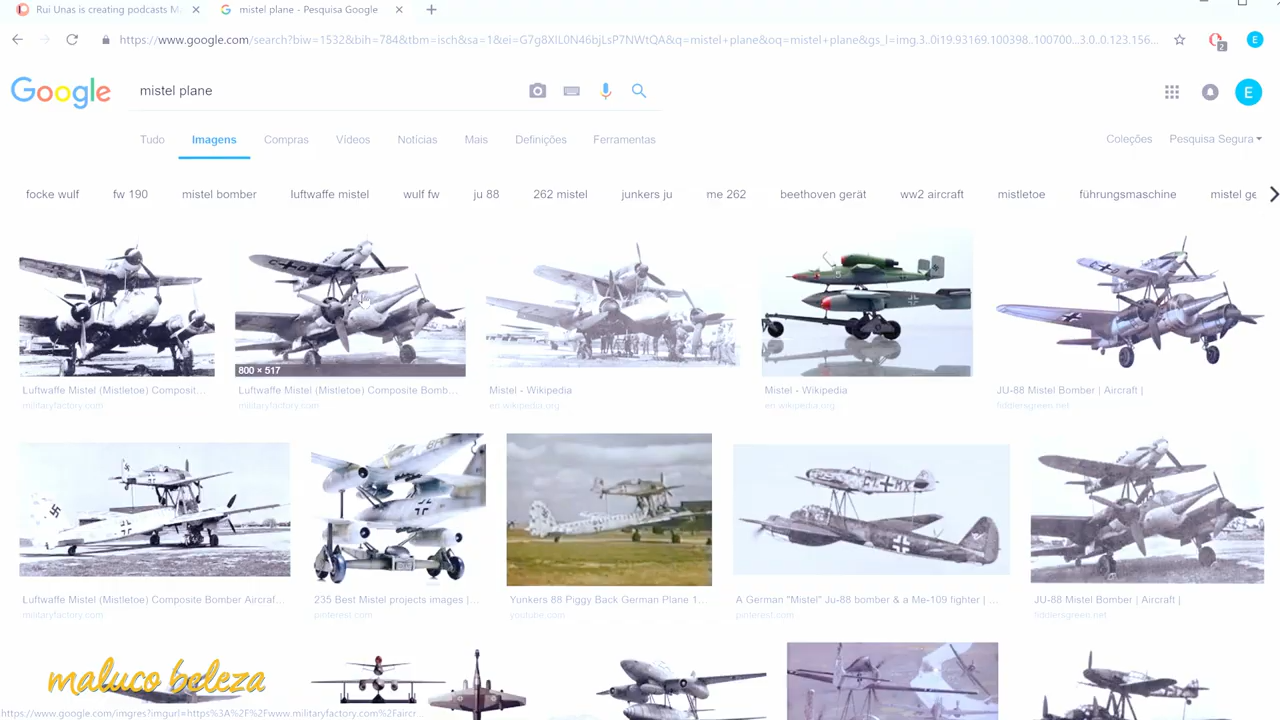 Rui Unas is creating podcasts M
mistel plane - Pesquisa Google
https://www.google.com/search?biw=1532&bih=784&tbm=isch&sa=1&ei=G7g8XIL0N46bjLsP7NWtQA&q=mistel+plane&oq=mistel+plane&gs_l=img.3..0i19.93169.100398..100700...3.0..0.123.156...
2
E
Google
mistel plane
E
Tudo
Imagens
Compras
Vídeos
Notícias
Mais
Definições
Ferramentas
Coleções
Pesquisa Segura
focke wulf
fw 190
mistel bomber
luftwaffe mistel
wulf fw
ju 88
262 mistel
junkers ju
me 262
beethoven gerät
ww2 aircraft
mistletoe
führungsmaschine
mistel ge
800 × 517
Luftwaffe Mistel (Mistletoe) Composit...
militaryfactory.com
Luftwaffe Mistel (Mistletoe) Composite Bomb...
militaryfactory.com
Mistel - Wikipedia
en.wikipedia.org
Mistel - Wikipedia
en.wikipedia.org
JU-88 Mistel Bomber | Aircraft |
fiddlersgreen.net
Luftwaffe Mistel (Mistletoe) Composite Bomber Aircraf...
militaryfactory.com
235 Best Mistel projects images |...
pinterest.com
Yunkers 88 Piggy Back German Plane 1...
youtube.com
A German "Mistel" Ju-88 bomber & a Me-109 fighter | ...
pinterest.com
JU-88 Mistel Bomber | Aircraft |
fiddlersgreen.net
maluco beleza
https://www.google.com/imgres?imgurl=https%3A%2F%2Fwww.militaryfactory.com%2Faircr...